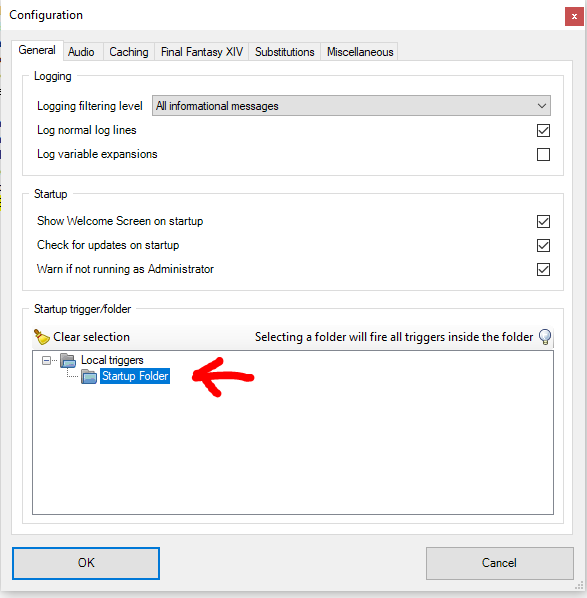 Configuration
General Audio Caching Final Fantasy XIV Substitutions Miscellaneous
Logging
Logging filtering level All informational messages
Log normal log lines
Log variable expansions
Startup
Show Welcome Screen on startup
Check for updates on startup
Warn if not running as Administrator
Startup trigger/folder
Clear selection Selecting a folder will fire all triggers inside the folder
Local triggers
Startup Folder
OK Cancel